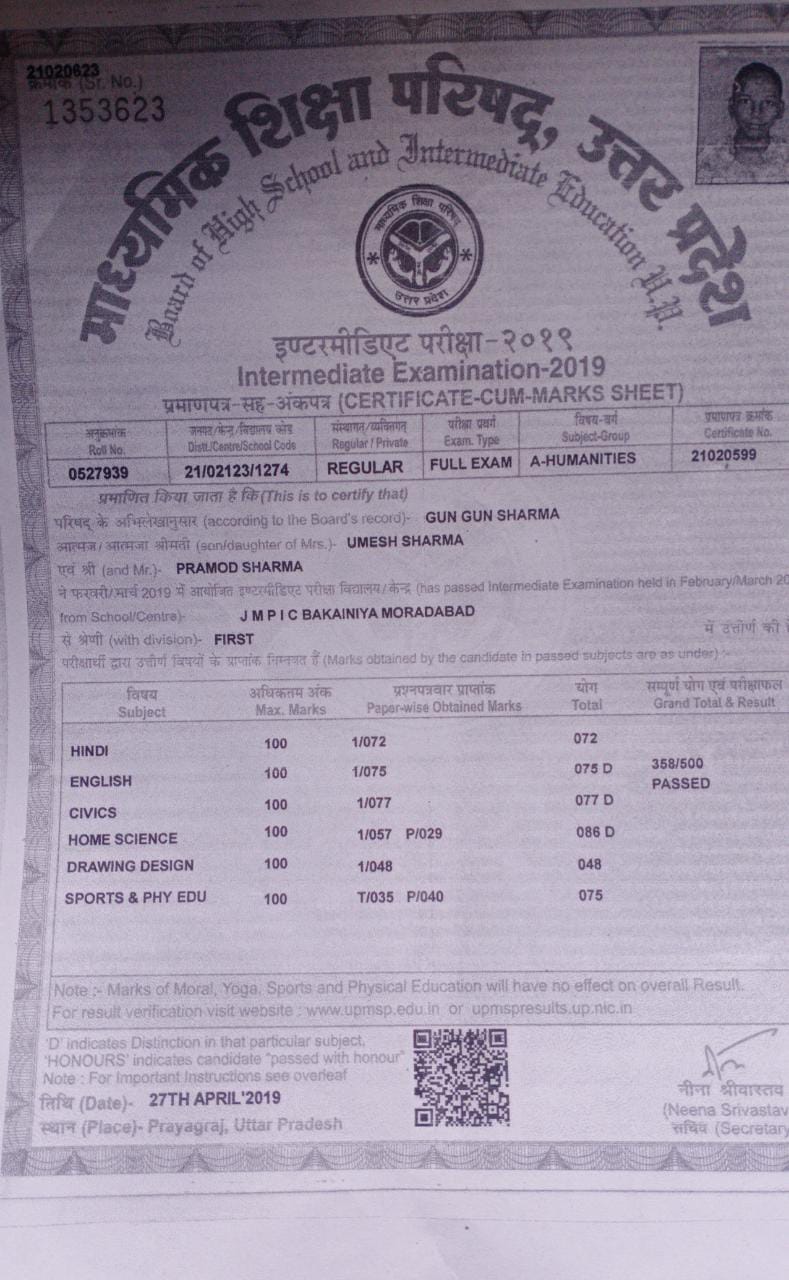 21020623
क्रमांक (Sr. No.)
1353623
माध्यमिक शिक्षा परिषद्, उत्तर प्रदेश
Board of High School and Intermediate Education U.P.
माध्यमिक शिक्षा परिषद्
उत्तर प्रदेश
इण्टरमीडिएट परीक्षा-२०१९
Intermediate Examination-2019
प्रमाणपत्र-सह-अंकपत्र (CERTIFICATE-CUM-MARKS SHEET)
अनुक्रमांक जनपद/केन्द्र/विद्यालय कोड संस्थागत/व्यक्तिगत परीक्षा प्रवर्ग विषय-वर्ग प्रमाणपत्र क्रमांक
Roll No. Distt./Centre/School Code Regular / Private Exam. Type Subject-Group Certificate No.
0527939 21/02123/1274 REGULAR FULL EXAM A-HUMANITIES 21020599
प्रमाणित किया जाता है कि (This is to certify that)
परिषद् के अभिलेखानुसार (according to the Board's record)- GUN GUN SHARMA
आत्मज/आत्मजा श्रीमती (son/daughter of Mrs.)- UMESH SHARMA
एवं श्री (and Mr.)- PRAMOD SHARMA
ने फरवरी/मार्च 2019 में आयोजित इण्टरमीडिएट परीक्षा विद्यालय/केन्द्र (has passed Intermediate Examination held in February/March 20
from School/Centre)- J M P I C BAKAINIYA MORADABAD
से श्रेणी (with division)- FIRST में उत्तीर्ण की
परीक्षार्थी द्वारा उत्तीर्ण विषयों के प्राप्तांक निम्नवत हैं (Marks obtained by the candidate in passed subjects are as under) :-
विषय अधिकतम अंक प्रश्नपत्रवार प्राप्तांक योग सम्पूर्ण योग एवं परीक्षाफल
Subject Max. Marks Paper-wise Obtained Marks Total Grand Total & Result
HINDI 100 1/072 072
ENGLISH 100 1/075 075 D 358/500
PASSED
CIVICS 100 1/077 077 D
HOME SCIENCE 100 1/057 P/029 086 D
DRAWING DESIGN 100 1/048 048
SPORTS & PHY EDU 100 T/035 P/040 075
Note :- Marks of Moral, Yoga, Sports and Physical Education will have no effect on overall Result.
For result verification visit website : www.upmsp.edu.in or upmspresults.up.nic.in
'D' indicates Distinction in that particular subject,
'HONOURS' indicates candidate "passed with honour"
Note : For Important Instructions see overleaf
तिथि (Date)- 27TH APRIL'2019
स्थान (Place)- Prayagraj, Uttar Pradesh
नीना श्रीवास्तव
(Neena Srivastav
सचिव (Secretary